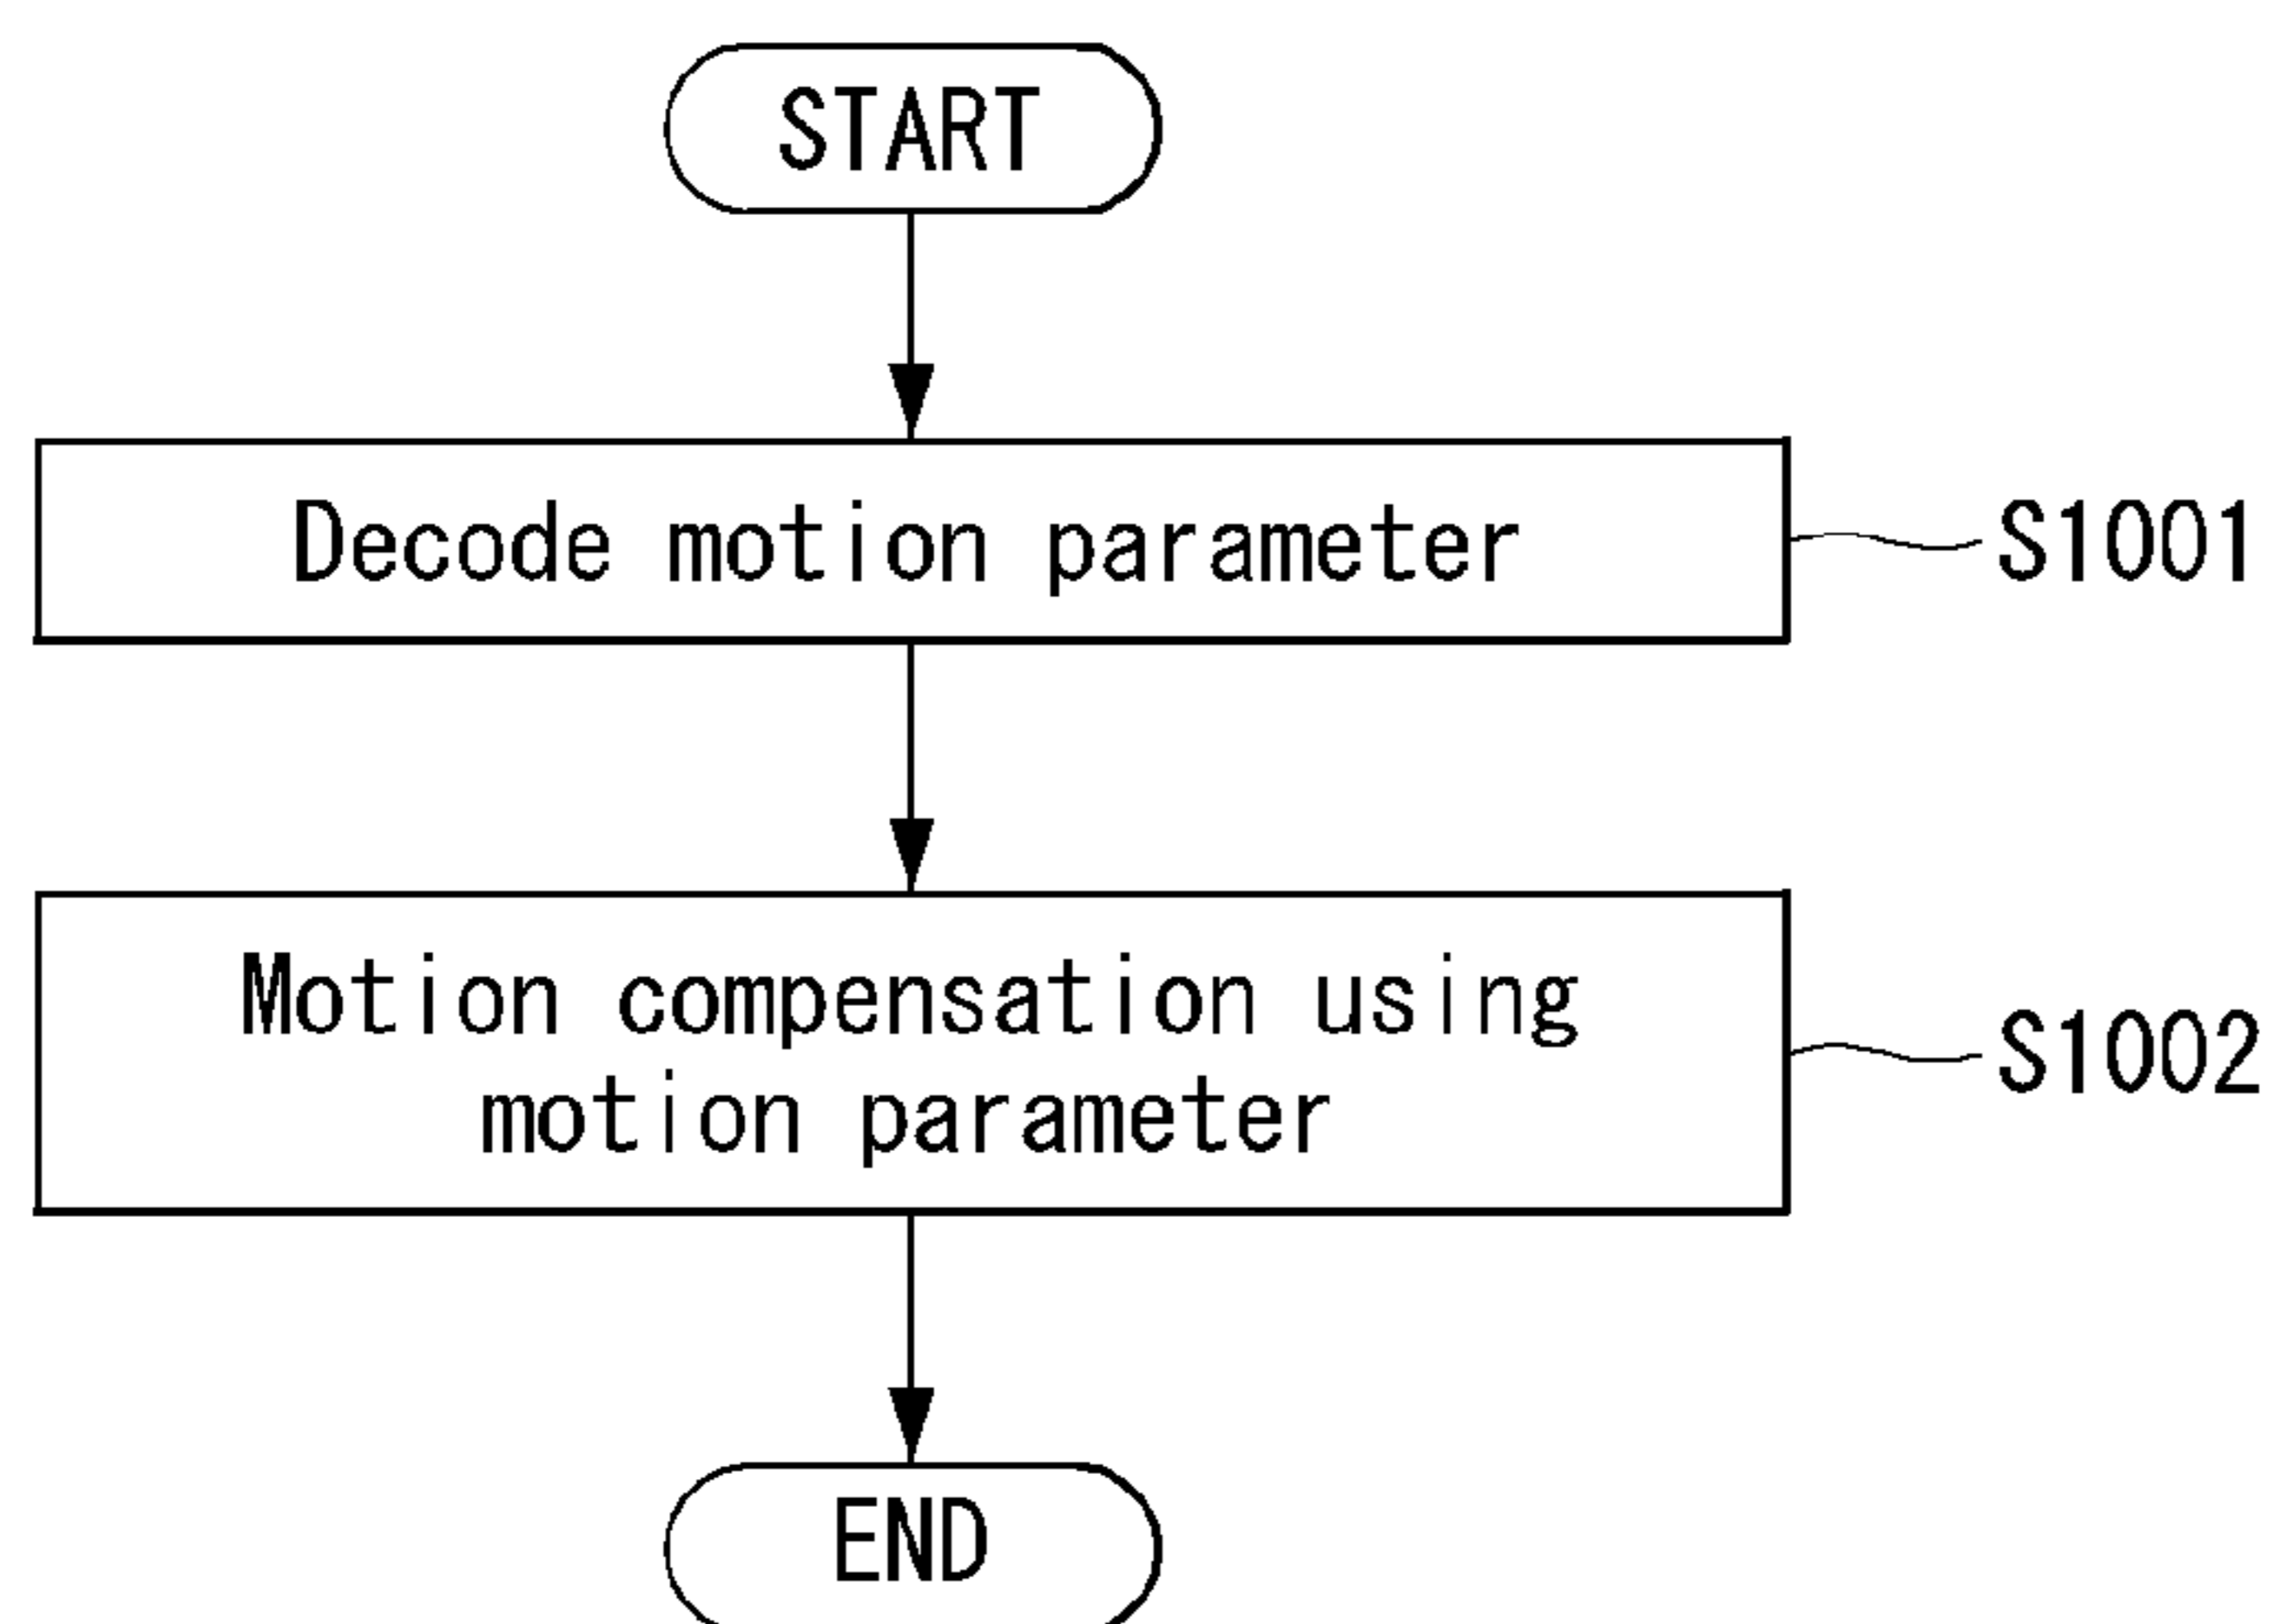 START
Decode motion parameter
S1001
Motion compensation using
motion parameter
S1002
END